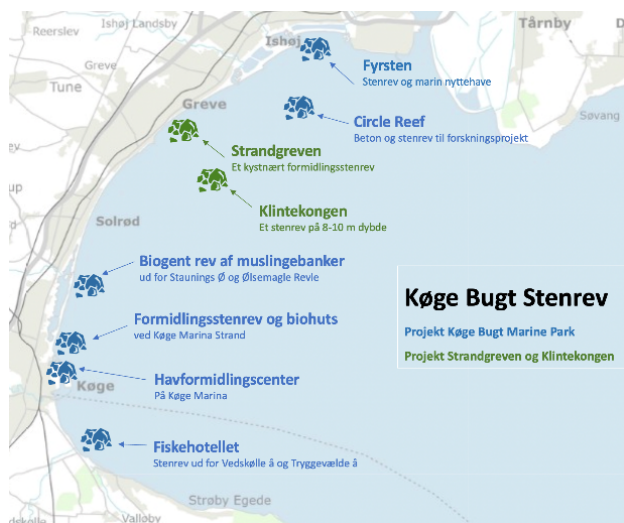 Reerslev
Ishøj Landsby
Tårnby
Ishøj
Fyrsten
Stenrev og marin nyttehave
Greve
Tune
Greve
Circle Reef
Beton og stenrev til forskningsprojekt
Søvang
Strandgreven
Et kystnært formidlingsstenrev
Klintekongen
Et stenrev på 8-10 m dybde
Solrød
Biogent rev af muslingebanker
ud for Staunings Ø og Ølsemagle Revle
Køge Bugt Stenrev
Projekt Køge Bugt Marine Park
Projekt Strandgreven og Klintekongen
Formidlingsstenrev og biohuts
ved Køge Marina Strand
Havformidlingscenter
På Køge Marina
Køge
Fiskehotellet
Stenrev ud for Vedskølle å og Tryggevælde å
Strøby Egede
Valløby